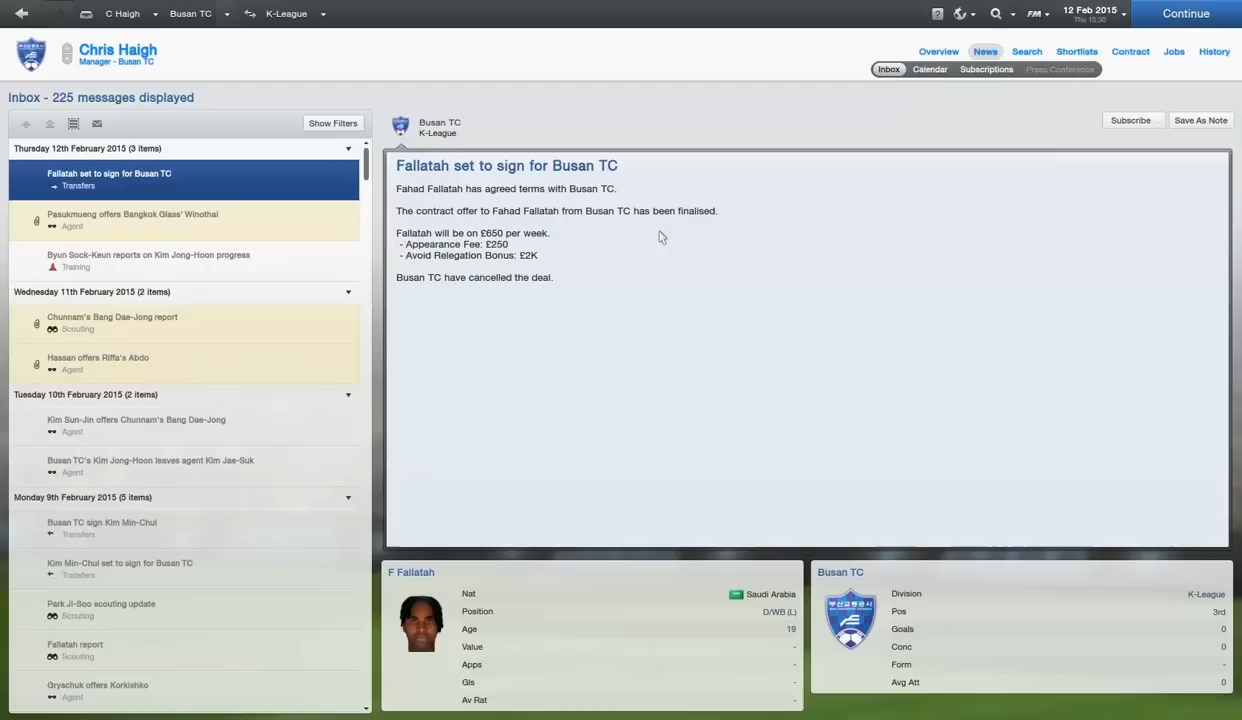 C Haigh
Busan TC
K-League
?
FM
12 Feb 2015
Thu 15:30
Continue
Chris Haigh
Manager - Busan TC
Overview
News
Search
Shortlists
Contract
Jobs
History
Inbox
Calendar
Subscriptions
Press Conference
Inbox - 225 messages displayed
Show Filters
Thursday 12th February 2015 (3 items)
Fallatah set to sign for Busan TC
Transfers
Pasukmueng offers Bangkok Glass' Winothai
Agent
Byun Sock-Keun reports on Kim Jong-Hoon progress
Training
Wednesday 11th February 2015 (2 items)
Chunnam's Bang Dae-Jong report
Scouting
Hassan offers Riffa's Abdo
Agent
Tuesday 10th February 2015 (2 items)
Kim Sun-Jin offers Chunnam's Bang Dae-Jong
Agent
Busan TC's Kim Jong-Hoon leaves agent Kim Jae-Suk
Agent
Monday 9th February 2015 (5 items)
Busan TC sign Kim Min-Chul
Transfers
Kim Min-Chul set to sign for Busan TC
Transfers
Park Ji-Soo scouting update
Scouting
Fallatah report
Scouting
Gryschuk offers Korkishko
Agent
Busan TC
K-League
Subscribe
Save As Note
Fallatah set to sign for Busan TC
Fahad Fallatah has agreed terms with Busan TC.
The contract offer to Fahad Fallatah from Busan TC has been finalised.
Fallatah will be on £650 per week.
- Appearance Fee: £250
- Avoid Relegation Bonus: £2K
Busan TC have cancelled the deal.
F Fallatah
Nat Saudi Arabia
Position D/WB (L)
Age 19
Value -
Apps -
Gls -
Av Rat -
Busan TC
부산교통공사
Division K-League
Pos 3rd
Goals 0
Conc 0
Form -
Avg Att 0